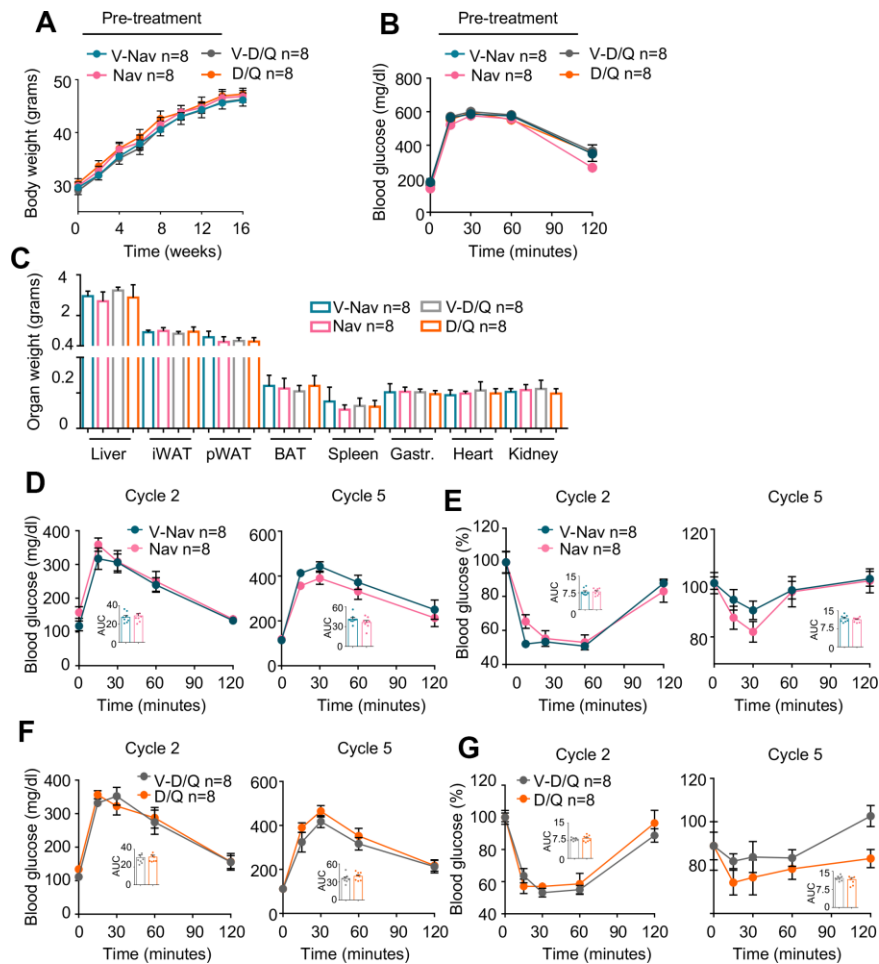 A
Pre-treatment
V-Nav n=8
V-D/Q n=8
Nav n=8
D/Q n=8
Body weight (grams)
50
40
30
0
4
8
12
16
Time (weeks)
B
Pre-treatment
V-Nav n=8
V-D/Q n=8
Nav n=8
D/Q n=8
Blood glucose (mg/dl)
800
600
400
200
0
0
30
60
90
120
Time (minutes)
C
Organ weight (grams)
4
2
0.4
0.2
0
V-Nav n=8
V-D/Q n=8
Nav n=8
D/Q n=8
Liver
iWAT
pWAT
BAT
Spleen
Gastr.
Heart
Kidney
D
Cycle 2
V-Nav n=8
Nav n=8
Blood glucose (mg/dl)
400
300
200
100
0
AUC
40
20
0
0
30
60
90
120
Time (minutes)
Cycle 5
600
400
200
0
AUC
60
30
0
0
30
60
90
120
Time (minutes)
E
Cycle 2
V-Nav n=8
Nav n=8
Blood glucose (%)
120
100
80
60
40
AUC
15
7.5
0
0
30
60
90
120
Time (minutes)
Cycle 5
120
100
80
AUC
15
7.5
0
0
30
60
90
120
Time (minutes)
F
Cycle 2
V-D/Q n=8
D/Q n=8
Blood glucose (mg/dl)
400
300
200
100
0
AUC
40
20
0
0
30
60
90
120
Time (minutes)
Cycle 5
600
400
200
0
AUC
60
30
0
0
30
60
90
120
Time (minutes)
G
Cycle 2
V-D/Q n=8
D/Q n=8
Blood glucose (%)
120
100
80
60
40
AUC
15
7.5
0
0
30
60
90
120
Time (minutes)
Cycle 5
120
100
80
AUC
15
7.5
0
0
30
60
90
120
Time (minutes)